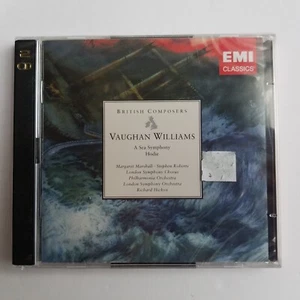 EMI
CLASSICS
BRITISH COMPOSERS
VAUGHAN WILLIAMS
A Sea Symphony
Hodie
Margaret Marshall · Stephen Roberts
London Symphony Chorus
Philharmonia Orchestra
London Symphony Orchestra
Richard Hickox